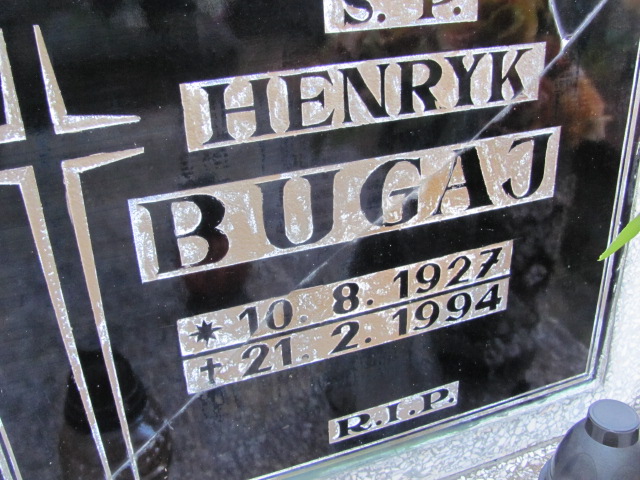 Ś. P.
HENRYK
BUGAJ
* 10. 8. 1927
† 21. 2. 1994
R.I.P.